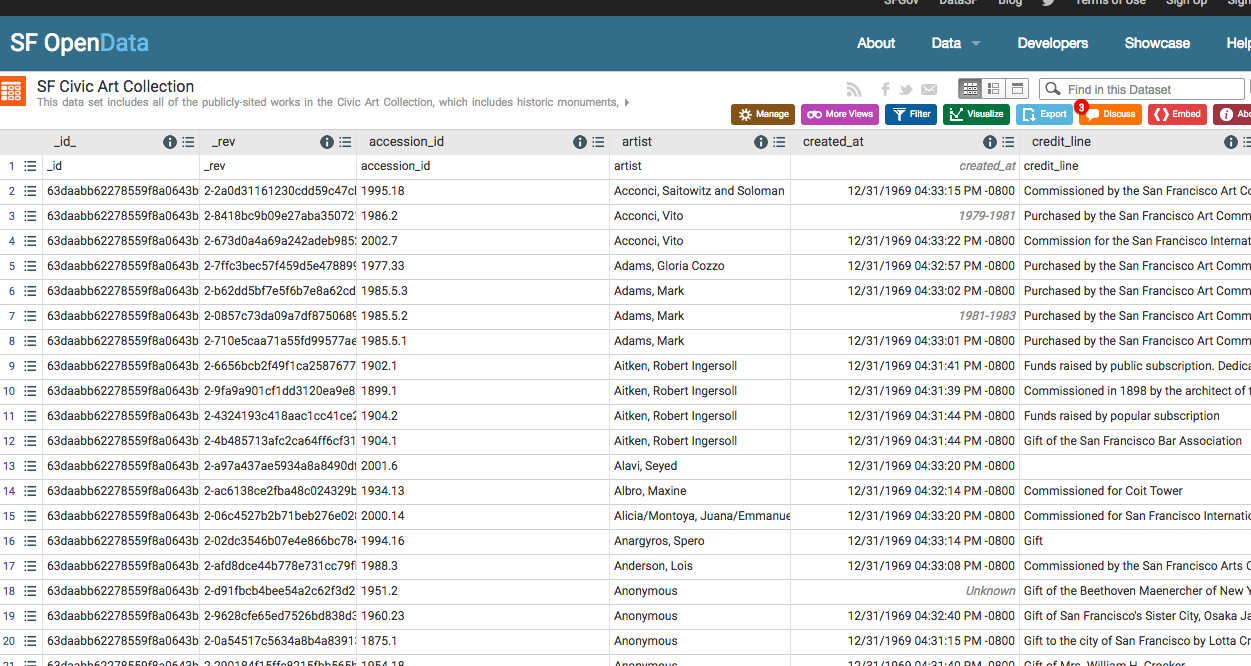 SFGov DataSF Blog Terms of Use Sign Up Sign
SF OpenData About Data Developers Showcase Help
SF Civic Art Collection
This data set includes all of the publicly-sited works in the Civic Art Collection, which includes historic monuments,
Find in this Dataset
Manage More Views Filter Visualize Export 3 Discuss Embed Abo
_id_ _rev accession_id artist created_at credit_line
1 _id _rev accession_id artist created_at credit_line
2 63daabb62278559f8a0643b 2-2a0d31161230cdd59c47cl 1995.18 Acconci, Saitowitz and Soloman 12/31/1969 04:33:15 PM -0800 Commissioned by the San Francisco Art Co
3 63daabb62278559f8a0643b 2-8418bc9b09e27aba35072 1986.2 Acconci, Vito 1979-1981 Purchased by the San Francisco Art Comm
4 63daabb62278559f8a0643b 2-673d0a4a69a242adeb985 2002.7 Acconci, Vito 12/31/1969 04:33:22 PM -0800 Commission for the San Francisco Internat
5 63daabb62278559f8a0643b 2-7ffc3bec57f459d5e478899 1977.33 Adams, Gloria Cozzo 12/31/1969 04:32:57 PM -0800 Purchased by the San Francisco Art Comm
6 63daabb62278559f8a0643b 2-b62dd5bf7e5f6b7e8a62cd 1985.5.3 Adams, Mark 12/31/1969 04:33:02 PM -0800 Purchased by the San Francisco Art Comm
7 63daabb62278559f8a0643b 2-0857c73da09a7df8750689 1985.5.2 Adams, Mark 1981-1983 Purchased by the San Francisco Art Comm
8 63daabb62278559f8a0643b 2-710e5caa71a55fd99577ae 1985.5.1 Adams, Mark 12/31/1969 04:33:01 PM -0800 Purchased by the San Francisco Art Comm
9 63daabb62278559f8a0643b 2-6656bcb2f49f1ca2587677 1902.1 Aitken, Robert Ingersoll 12/31/1969 04:31:41 PM -0800 Funds raised by public subscription. Dedica
10 63daabb62278559f8a0643b 2-9fa9a901cf1dd3120ea9e8 1899.1 Aitken, Robert Ingersoll 12/31/1969 04:31:39 PM -0800 Commissioned in 1898 by the architect of t
11 63daabb62278559f8a0643b 2-4324193c418aac1cc41ce2 1904.2 Aitken, Robert Ingersoll 12/31/1969 04:31:44 PM -0800 Funds raised by popular subscription
12 63daabb62278559f8a0643b 2-4b485713afc2ca64ff6cf31 1904.1 Aitken, Robert Ingersoll 12/31/1969 04:31:44 PM -0800 Gift of the San Francisco Bar Association
13 63daabb62278559f8a0643b 2-a97a437ae5934a8a8490df 2001.6 Alavi, Seyed 12/31/1969 04:33:20 PM -0800
14 63daabb62278559f8a0643b 2-ac6138ce2fba48c024329b 1934.13 Albro, Maxine 12/31/1969 04:32:14 PM -0800 Commissioned for Coit Tower
15 63daabb62278559f8a0643b 2-06c4527b2b71beb276e02 2000.14 Alicia/Montoya, Juana/Emmanue 12/31/1969 04:33:20 PM -0800 Commissioned for San Francisco Internatio
16 63daabb62278559f8a0643b 2-02dc3546b07e4e866bc78 1994.16 Anargyros, Spero 12/31/1969 04:33:14 PM -0800 Gift
17 63daabb62278559f8a0643b 2-afd8dce44b778e731cc79f 1988.3 Anderson, Lois 12/31/1969 04:33:08 PM -0800 Commissioned by the San Francisco Arts C
18 63daabb62278559f8a0643b 2-d91fbcb4bee54a2c62f3d2 1951.2 Anonymous Unknown Gift of the Beethoven Maenercher of New Y
19 63daabb62278559f8a0643b 2-9628cfe65ed7526bd838d3 1960.23 Anonymous 12/31/1969 04:32:40 PM -0800 Gift of San Francisco's Sister City, Osaka Ja
20 63daabb62278559f8a0643b 2-0a54517c5634a8b4a8391 1875.1 Anonymous 12/31/1969 04:31:15 PM -0800 Gift to the city of San Francisco by Lotta Cr
21 63daabb62278559f8a0643b 1954.18 Anonymous 12/31/1969 04:31:40 PM -0800 Gift of Mrs. William H. Crocker